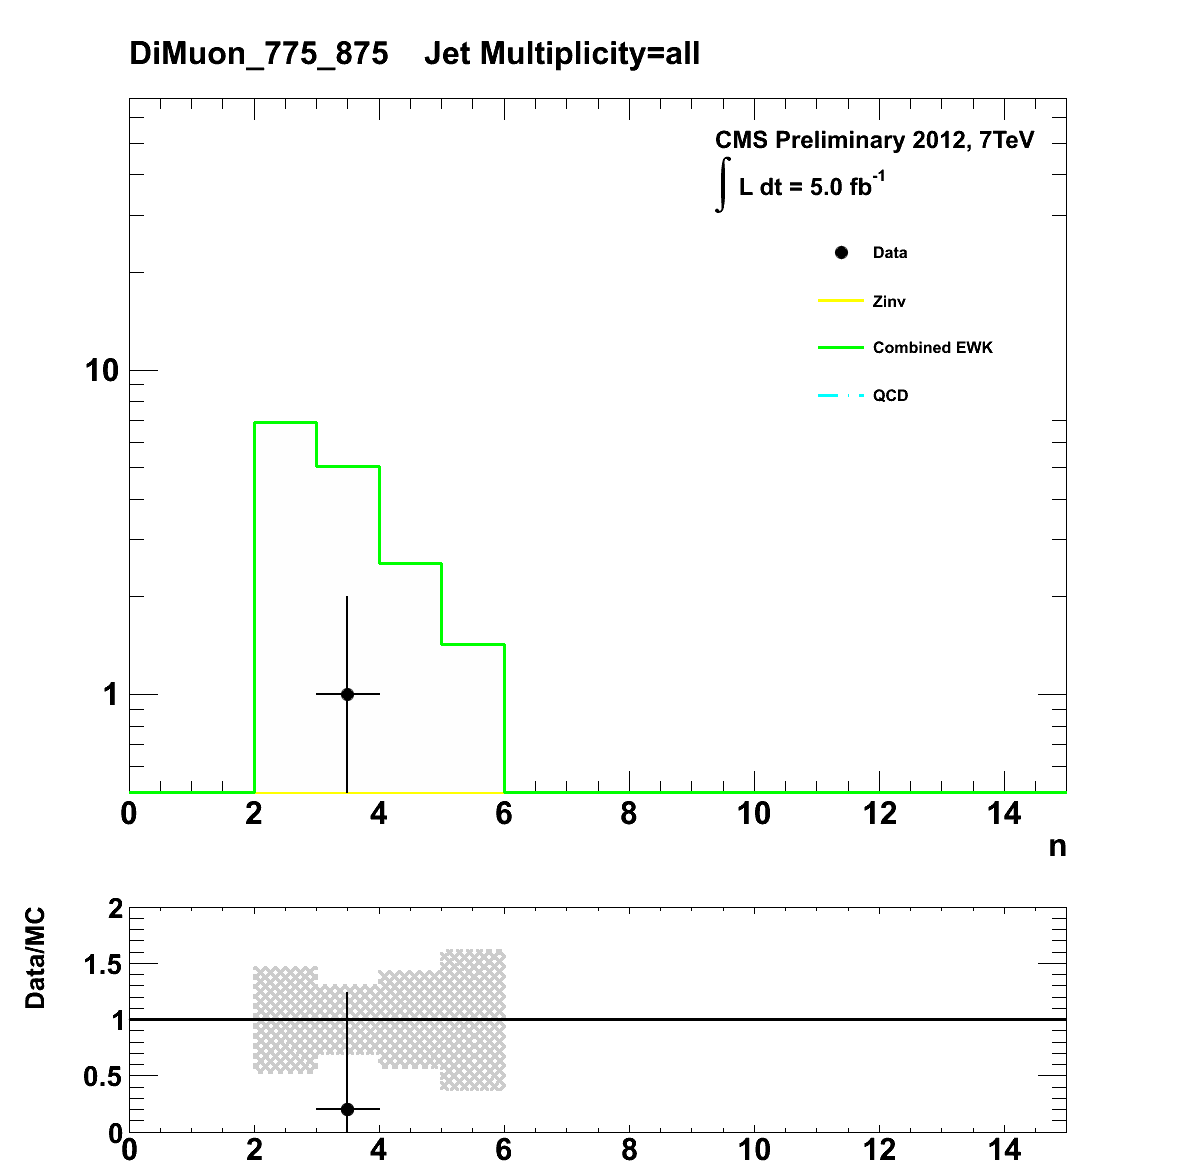 DiMuon_775_875 Jet Multiplicity=all
CMS Preliminary 2012, 7TeV
∫ L dt = 5.0 fb⁻¹
Data
Zinv
Combined EWK
QCD
10
1
0 2 4 6 8 10 12 14
n
Data/MC
2
1.5
1
0.5
0
0 2 4 6 8 10 12 14